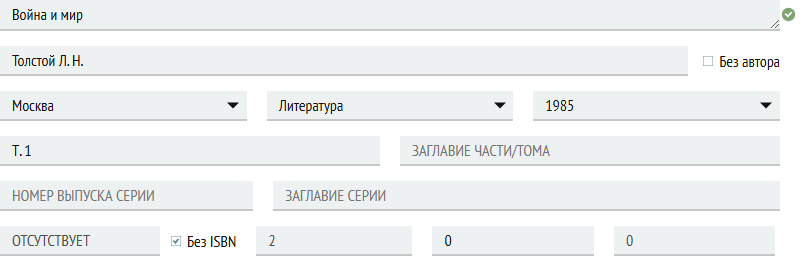 Война и мир
Толстой Л. Н. Без автора
Москва Литература 1985
Т. 1 ЗАГЛАВИЕ ЧАСТИ/ТОМА
НОМЕР ВЫПУСКА СЕРИИ ЗАГЛАВИЕ СЕРИИ
ОТСУТСТВУЕТ Без ISBN 2 0 0